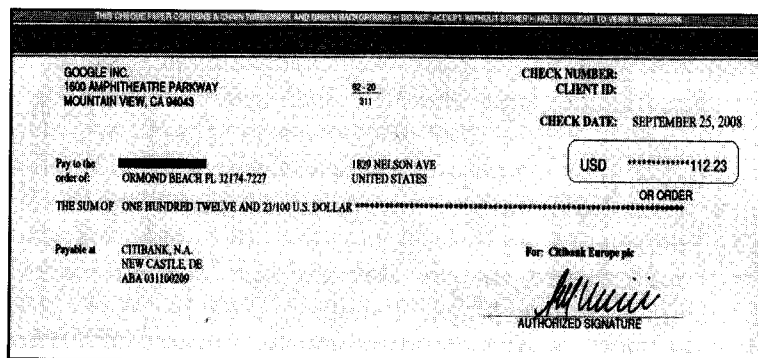 THIS CHEQUE PAPER CONTAINS A CHAIN WATERMARK AND GREEN BACKGROUND - DO NOT ACCEPT WITHOUT EITHER - HOLD TO LIGHT TO VERIFY WATERMARK
GOOGLE INC.
1600 AMPHITHEATRE PARKWAY
MOUNTAIN VIEW, CA 94043
62-20
311
CHECK NUMBER:
CLIENT ID:
CHECK DATE: SEPTEMBER 25, 2008
Pay to the
order of:
ORMOND BEACH FL 32174-7227
1829 NELSON AVE
UNITED STATES
USD *************112.23
OR ORDER
THE SUM OF ONE HUNDRED TWELVE AND 23/100 U.S. DOLLAR
Payable at CITIBANK, N.A.
NEW CASTLE, DE
ABA 031100209
For: Citibank Europe plc
AUTHORIZED SIGNATURE